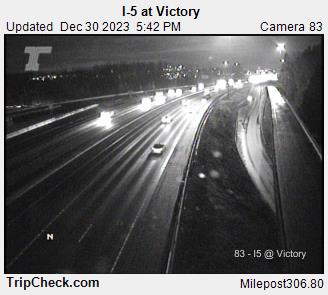 I-5 at Victory
Updated Dec 30 2023 5:42 PM Camera 83
T
N
83 - I5 @ Victory
TripCheck.com Milepost306.80